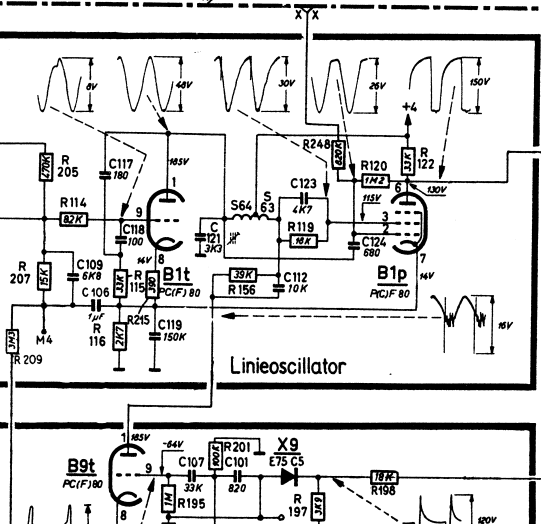 X X
8V
48V
30V
26V
150V
+4
R 205
470K
C117
180
185V
1
R248
820K
R120
1M2
R 122
33K
6
130V
115V
R114
82K
9
C118
100
S64
S 63
C123
4K7
R119
18K
C 121
3K3
3
2
C124
680
7
14V
8
14V
B1t
PC(F)80
B1p
P(C)F 80
R 207
15K
C109
6K8
C 106
1µF
33K
R 115
390
R215
R 116
2K7
C119
150K
39K
R 156
C112
10K
16V
M4
3M3
R 209
Linieoscillator
1
185V
B9t
PC(F)80
9
8
-64V
C107
33K
100K
R201
C101
820
X9
E75 C5
1M
R195
R 197
3K9
18K
R198
120V